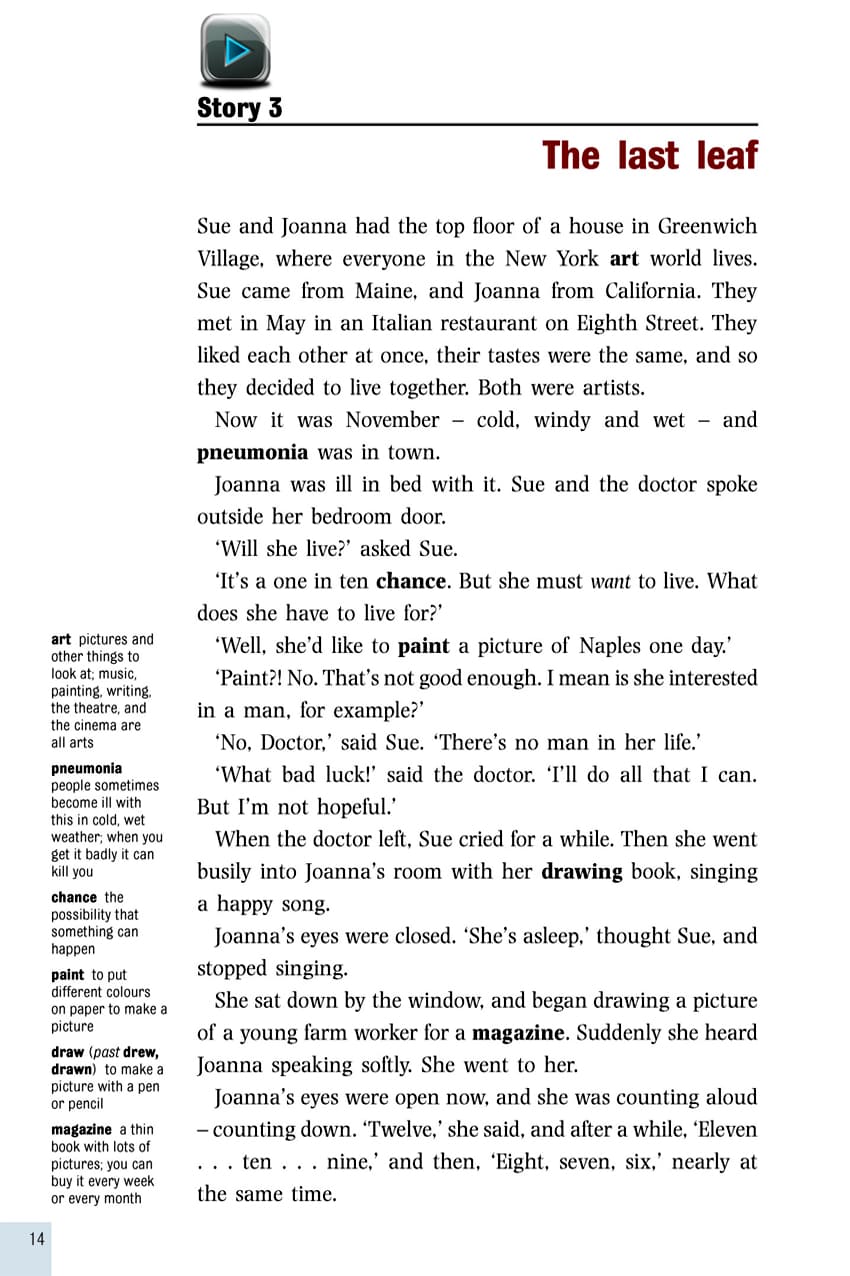 Story 3
The last leaf
Sue and Joanna had the top floor of a house in Greenwich
Village, where everyone in the New York art world lives.
Sue came from Maine, and Joanna from California. They
met in May in an Italian restaurant on Eighth Street. They
liked each other at once, their tastes were the same, and so
they decided to live together. Both were artists.
Now it was November – cold, windy and wet – and
pneumonia was in town.
Joanna was ill in bed with it. Sue and the doctor spoke
outside her bedroom door.
‘Will she live?’ asked Sue.
‘It’s a one in ten chance. But she must want to live. What
does she have to live for?’
‘Well, she’d like to paint a picture of Naples one day.’
‘Paint?! No. That’s not good enough. I mean is she interested
in a man, for example?’
‘No, Doctor,’ said Sue. ‘There’s no man in her life.’
‘What bad luck!’ said the doctor. ‘I’ll do all that I can.
But I’m not hopeful.’
When the doctor left, Sue cried for a while. Then she went
busily into Joanna’s room with her drawing book, singing
a happy song.
Joanna’s eyes were closed. ‘She’s asleep,’ thought Sue, and
stopped singing.
She sat down by the window, and began drawing a picture
of a young farm worker for a magazine. Suddenly she heard
Joanna speaking softly. She went to her.
Joanna’s eyes were open now, and she was counting aloud
– counting down. ‘Twelve,’ she said, and after a while, ‘Eleven
. . . ten . . . nine,’ and then, ‘Eight, seven, six,’ nearly at
the same time.
art pictures and
other things to
look at; music,
painting, writing,
the theatre, and
the cinema are
all arts
pneumonia
people sometimes
become ill with
this in cold, wet
weather; when you
get it badly it can
kill you
chance the
possibility that
something can
happen
paint to put
different colours
on paper to make a
picture
draw (past drew,
drawn) to make a
picture with a pen
or pencil
magazine a thin
book with lots of
pictures; you can
buy it every week
or every month
14